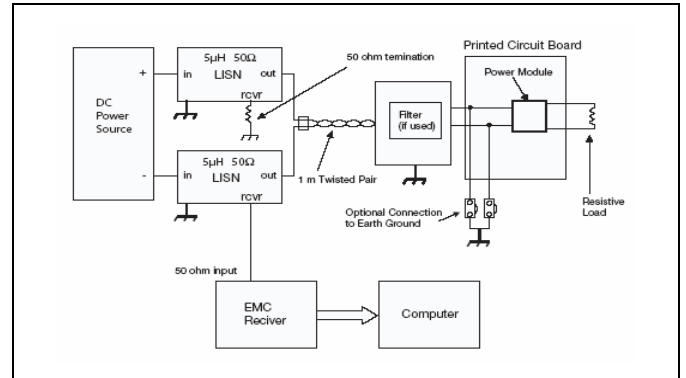 Printed Circuit Board
5µH 50Ω
50 ohm temination
Power Module
+
in
out
LISN
rcvr
DC
Power
Source
Filter
(if used)
5µH 50Ω
-
in
out
LISN
rcvr
1 m Twisted Pair
Optional Connection
to Earth Ground
Resistive
Load
50 ohm input
EMC
Reciver
Computer